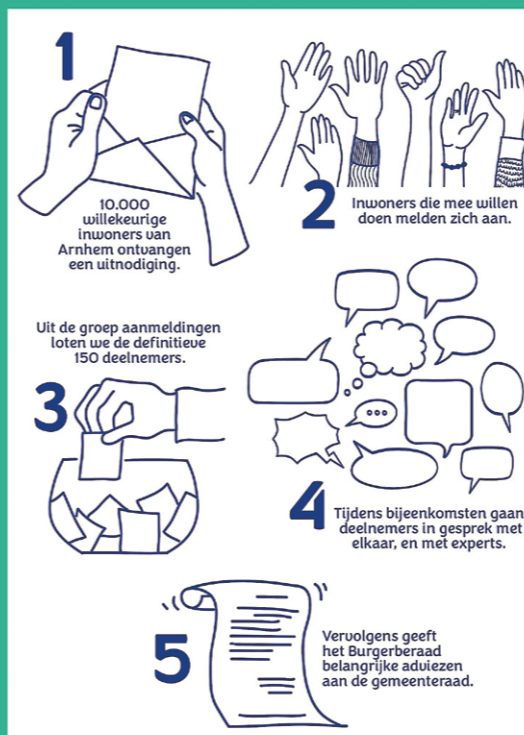 1
10.000
willekeurige
inwoners van
Arnhem ontvangen
een uitnodiging.
2
Inwoners die mee willen
doen melden zich aan.
Uit de groep aanmeldingen
loten we de definitieve
150 deelnemers.
3
4
Tijdens bijeenkomsten gaan
deelnemers in gesprek met
elkaar, en met experts.
5
Vervolgens geeft
het Burgerberaad
belangrijke adviezen
aan de gemeenteraad.